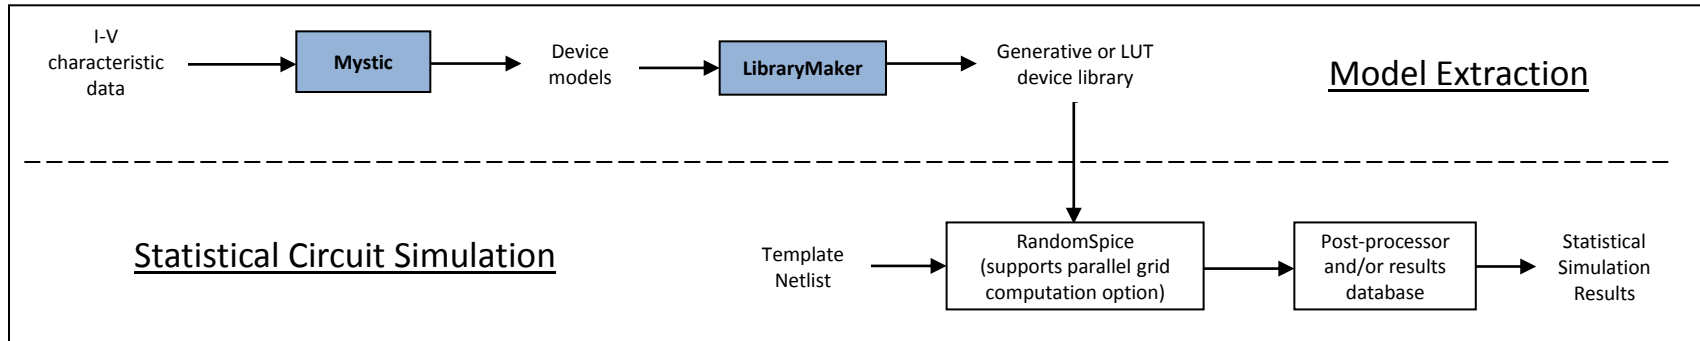 I-V
characteristic
data
Mystic
Device
models
LibraryMaker
Generative or LUT
device library
Model Extraction
Statistical Circuit Simulation
Template
Netlist
RandomSpice
(supports parallel grid
computation option)
Post-processor
and/or results
database
Statistical
Simulation
Results